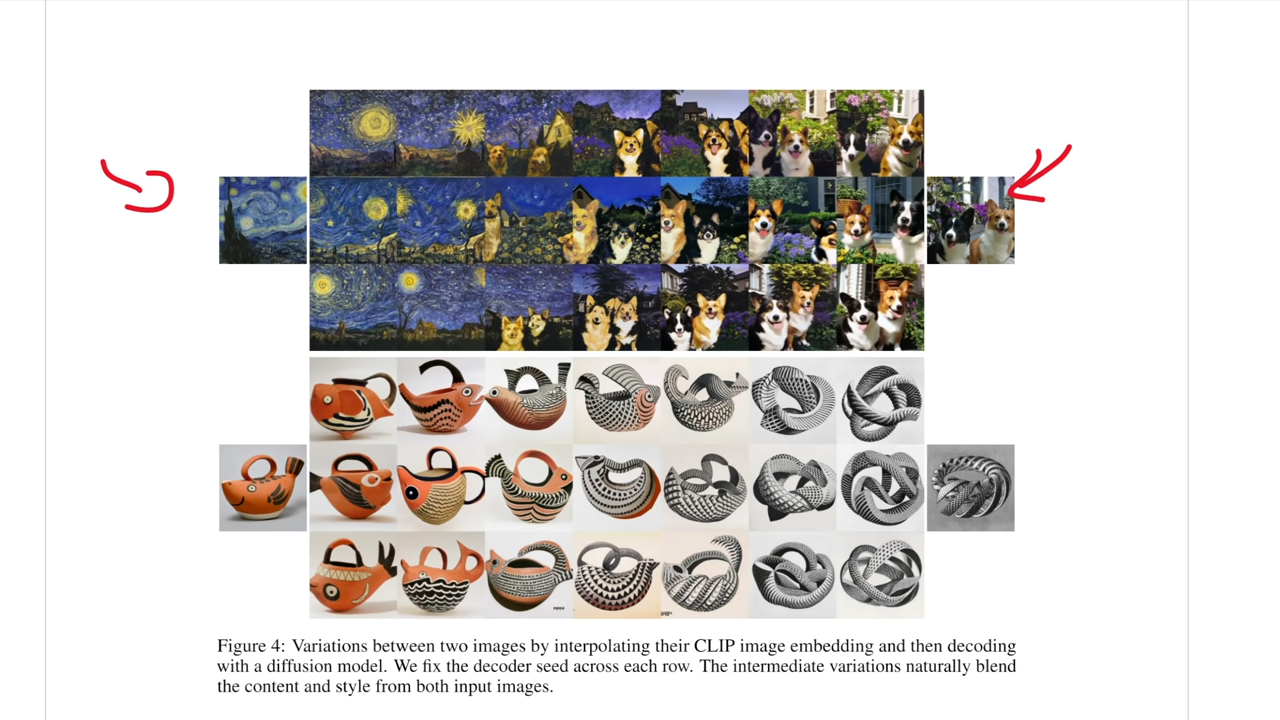 Figure 4: Variations between two images by interpolating their CLIP image embedding and then decoding
with a diffusion model. We fix the decoder seed across each row. The intermediate variations naturally blend
the content and style from both input images.